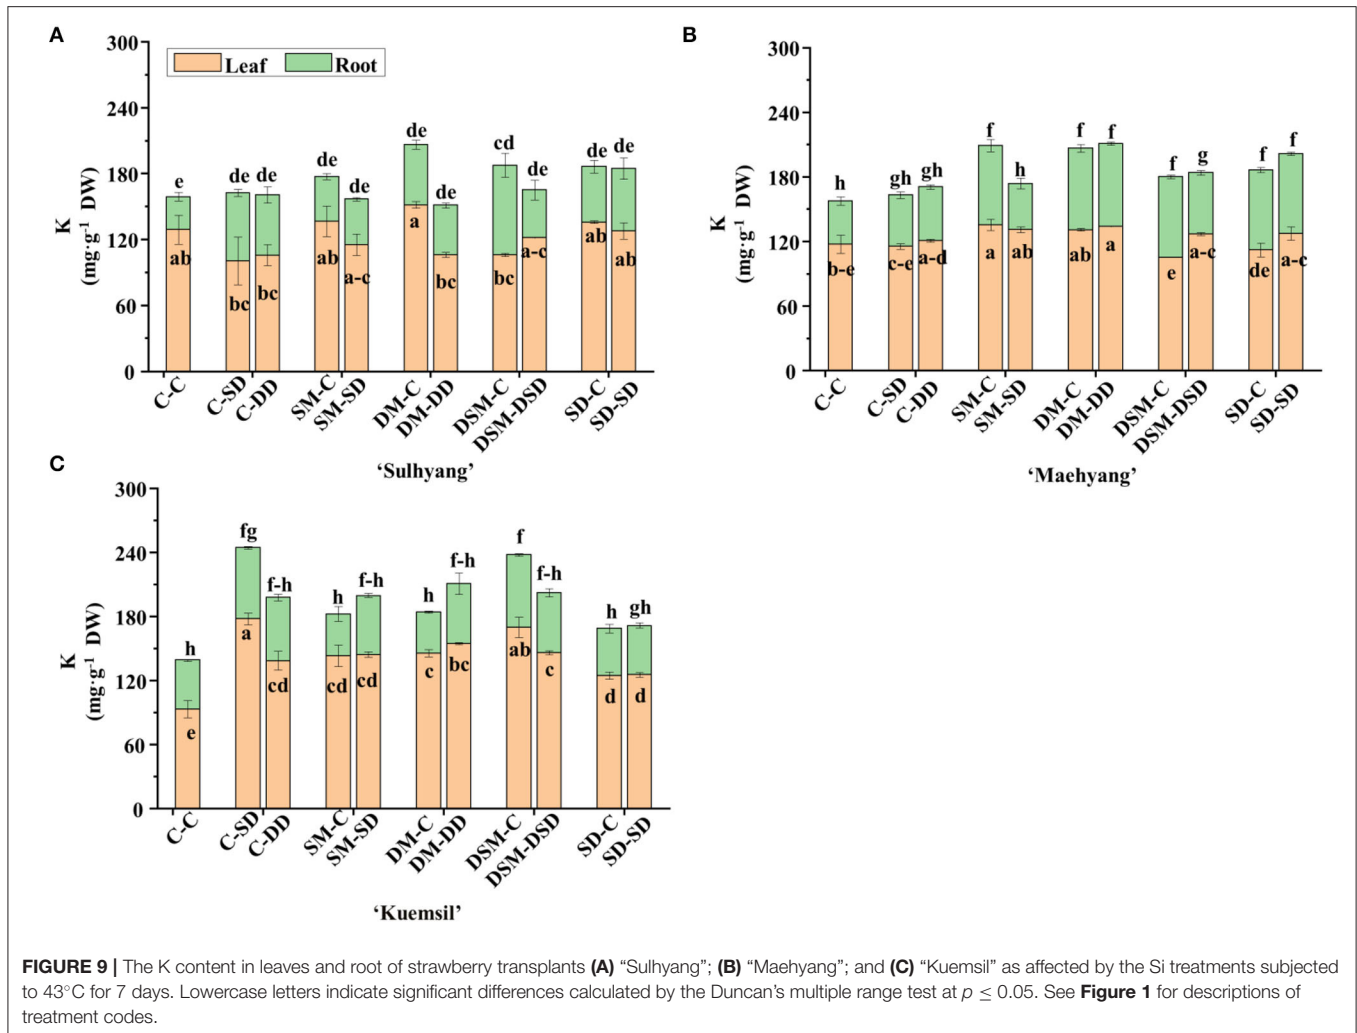 A
300
240
180
120
60
0
K
(mg·g-1 DW)
Leaf
Root
e
de
de
de
de
de
de
cd
de
de
de
ab
bc
bc
ab
a-c
a
bc
bc
a-c
ab
ab
C-C
C-SD
C-DD
SM-C
SM-SD
DM-C
DM-DD
DSM-C
DSM-DSD
SD-C
SD-SD
‘Sulhyang’
B
300
240
180
120
60
0
K
(mg·g-1 DW)
h
gh
gh
f
h
f
f
f
g
f
f
b-e
c-e
a-d
a
ab
ab
a
e
a-c
de
a-c
C-C
C-SD
C-DD
SM-C
SM-SD
DM-C
DM-DD
DSM-C
DSM-DSD
SD-C
SD-SD
‘Maehyang’
C
300
240
180
120
60
0
K
(mg·g-1 DW)
h
fg
f-h
h
f-h
h
f-h
f
f-h
h
gh
e
a
cd
cd
cd
c
bc
ab
c
d
d
C-C
C-SD
C-DD
SM-C
SM-SD
DM-C
DM-DD
DSM-C
DSM-DSD
SD-C
SD-SD
‘Kuemsil’
FIGURE 9 | The K content in leaves and root of strawberry transplants (A) “Sulhyang”; (B) “Maehyang”; and (C) “Kuemsil” as affected by the Si treatments subjected
to 43°C for 7 days. Lowercase letters indicate significant differences calculated by the Duncan’s multiple range test at p ≤ 0.05. See Figure 1 for descriptions of
treatment codes.